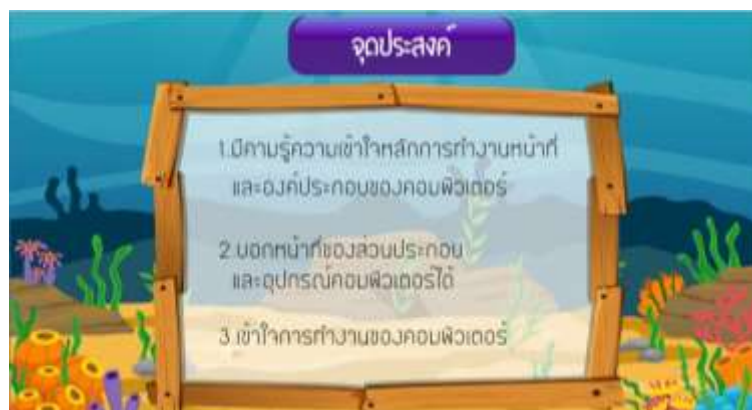 จุดประสงค์
1.มีคามรู้ความเข้าใจหลักการทำงานหน้าที่
และองค์ประกอบของคอมพิวเตอร์
2.บอกหน้าที่ของส่วนประกอบ
และอุปกรณ์คอมพิวเตอร์ได้
3.เข้าใจการทำงานของคอมพิวเตอร์